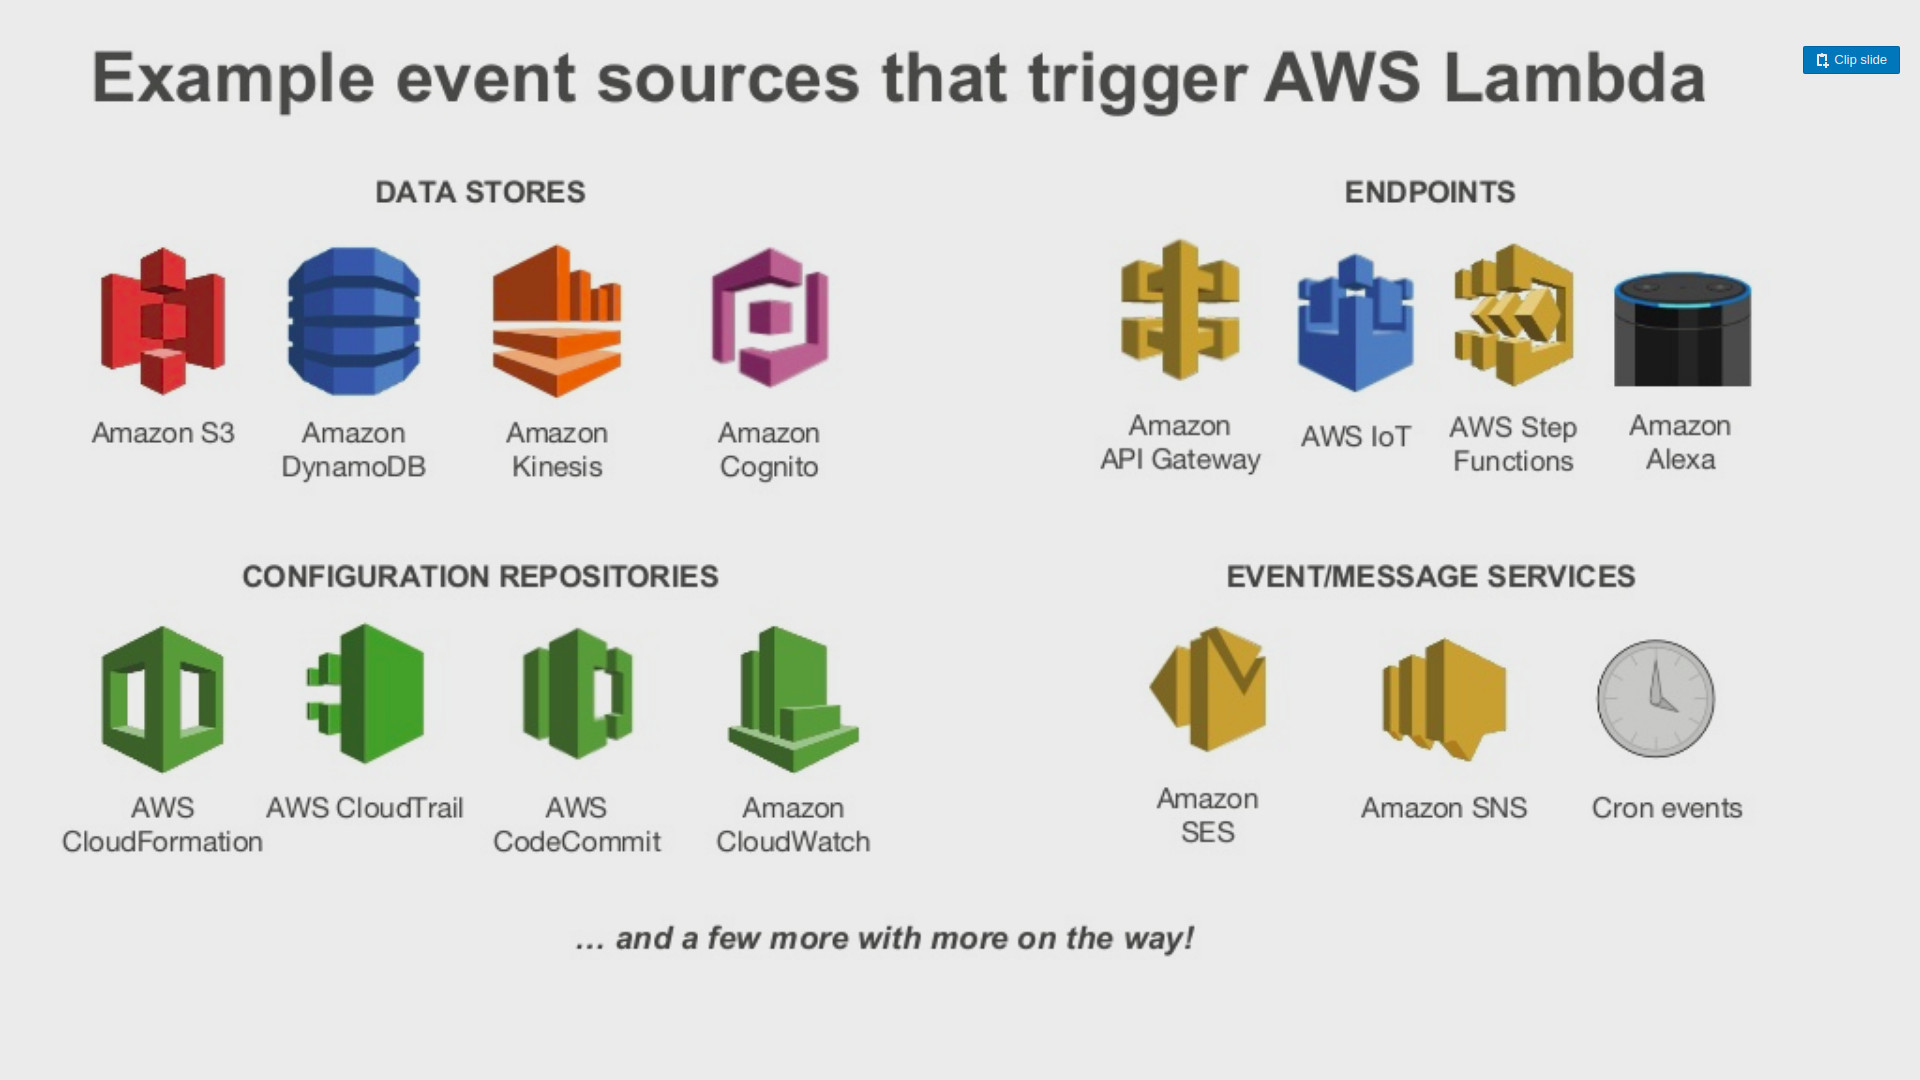 Example event sources that trigger AWS Lambda
Clip slide
DATA STORES
Amazon S3
Amazon
DynamoDB
Amazon
Kinesis
Amazon
Cognito
ENDPOINTS
Amazon
API Gateway
AWS IoT
AWS Step
Functions
Amazon
Alexa
CONFIGURATION REPOSITORIES
AWS
CloudFormation
AWS CloudTrail
AWS
CodeCommit
Amazon
CloudWatch
EVENT/MESSAGE SERVICES
Amazon
SES
Amazon SNS
Cron events
... and a few more with more on the way!